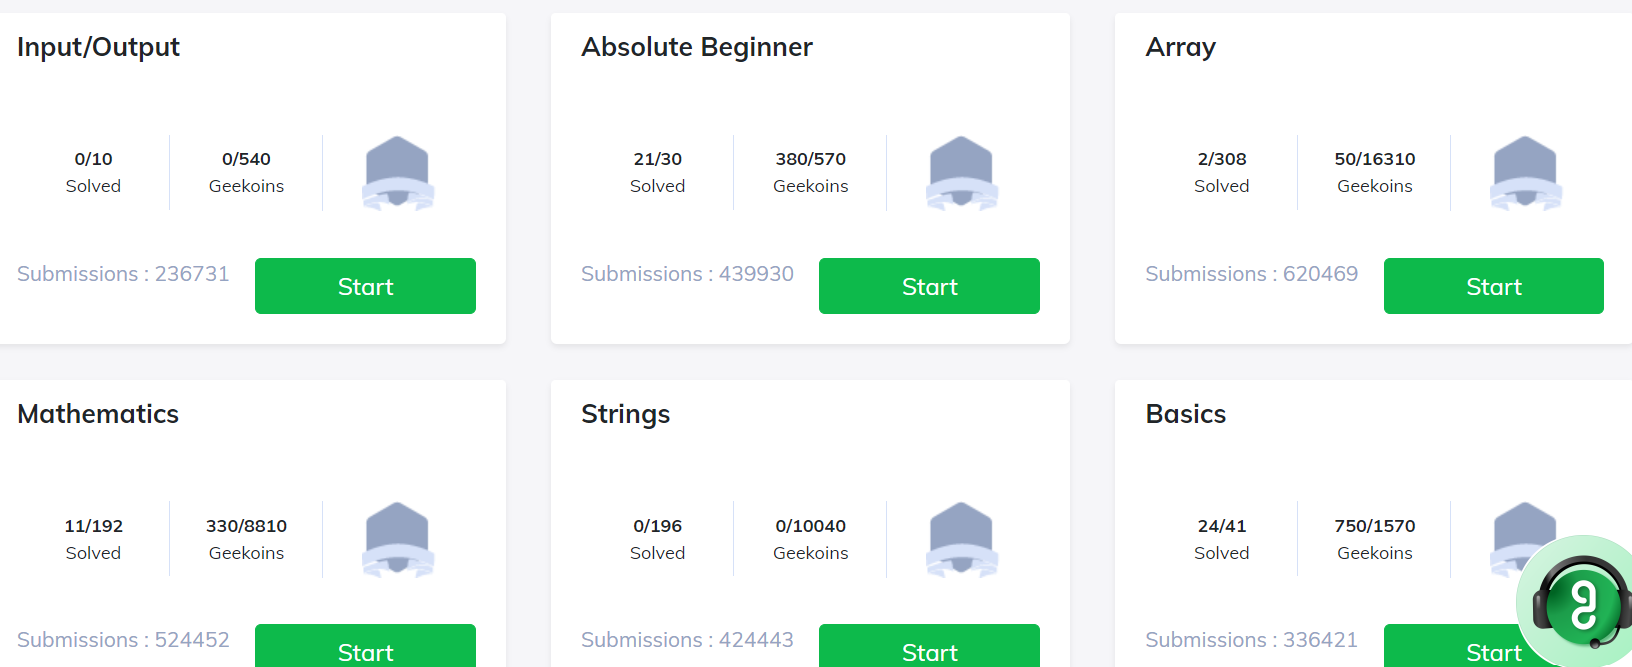 Input/Output
0/10
Solved
0/540
Geekoins
Submissions : 236731
Start
Absolute Beginner
21/30
Solved
380/570
Geekoins
Submissions : 439930
Start
Array
2/308
Solved
50/16310
Geekoins
Submissions : 620469
Start
Mathematics
11/192
Solved
330/8810
Geekoins
Submissions : 524452
Start
Strings
0/196
Solved
0/10040
Geekoins
Submissions : 424443
Start
Basics
24/41
Solved
750/1570
Geekoins
Submissions : 336421
Start